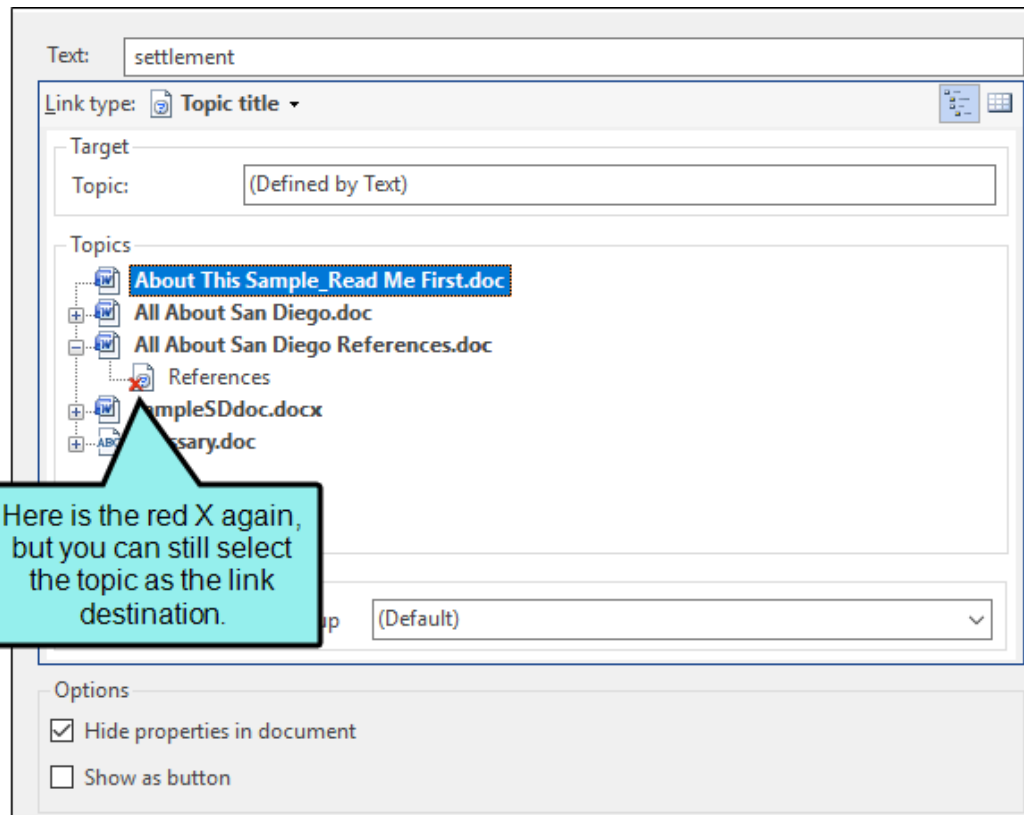 Text: settlement
Link type: Topic title
Target
Topic: (Defined by Text)
Topics
About This Sample_Read Me First.doc
All About San Diego.doc
All About San Diego References.doc
References
mpleSDdoc.docx
ABC ssary.doc
Here is the red X again,
but you can still select
the topic as the link
destination.
up (Default)
Options
Hide properties in document
Show as button